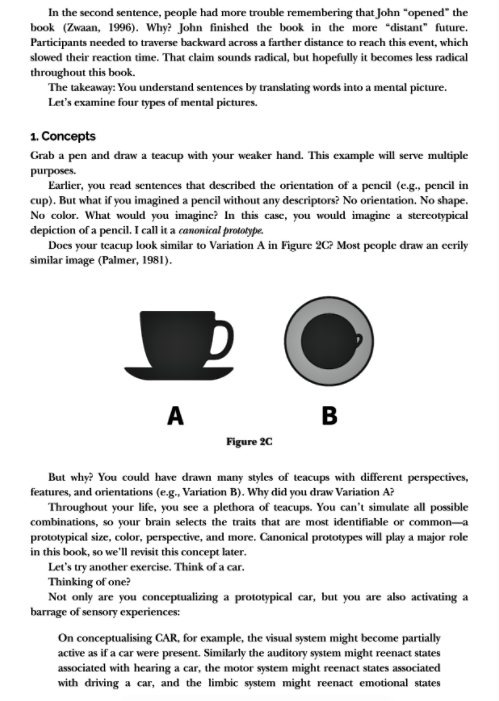 In the second sentence, people had more trouble remembering that John “opened” the
book (Zwaan, 1996). Why? John finished the book in the more “distant” future.
Participants needed to traverse backward across a farther distance to reach this event, which
slowed their reaction time. That claim sounds radical, but hopefully it becomes less radical
throughout this book.
The takeaway: You understand sentences by translating words into a mental picture.
Let’s examine four types of mental pictures.
1. Concepts
Grab a pen and draw a teacup with your weaker hand. This example will serve multiple
purposes.
Earlier, you read sentences that described the orientation of a pencil (e.g., pencil in
cup). But what if you imagined a pencil without any descriptors? No orientation. No shape.
No color. What would you imagine? In this case, you would imagine a stereotypical
depiction of a pencil. I call it a canonical prototype.
Does your teacup look similar to Variation A in Figure 2C? Most people draw an eerily
similar image (Palmer, 1981).
A B
Figure 2C
But why? You could have drawn many styles of teacups with different perspectives,
features, and orientations (e.g., Variation B). Why did you draw Variation A?
Throughout your life, you see a plethora of teacups. You can’t simulate all possible
combinations, so your brain selects the traits that are most identifiable or common—a
prototypical size, color, perspective, and more. Canonical prototypes will play a major role
in this book, so we’ll revisit this concept later.
Let’s try another exercise. Think of a car.
Thinking of one?
Not only are you conceptualizing a prototypical car, but you are also activating a
barrage of sensory experiences:
On conceptualising CAR, for example, the visual system might become partially
active as if a car were present. Similarly the auditory system might reenact states
associated with hearing a car, the motor system might reenact states associated
with driving a car, and the limbic system might reenact emotional states